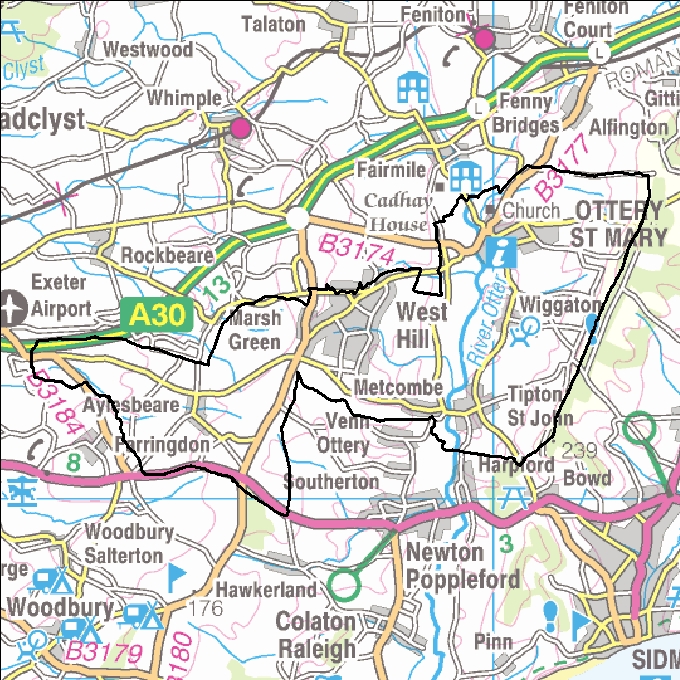 Talaton
Feniton
Feniton
Court
Westwood
Clyst
L
ROMAN
Whimple
L
Fenny
Bridges
Gitti
adclyst
Alfington
B3177
Fairmile
Cadhay
House
Church
OTTERY
ST MARY
B3174
i
Rockbeare
Exeter
Airport
13
A30
Marsh
Green
West
Hill
River Otter
Wiggaton
B3184
Metcombe
Aylesbeare
Tipton
St John
Venn
Ottery
Farringdon
239
8
Harpford
Bowd
Southerton
Woodbury
Salterton
3
Newton
Poppleford
rge
Hawkerland
Woodbury
176
Colaton
Raleigh
Pinn
B3179
180
SIDM